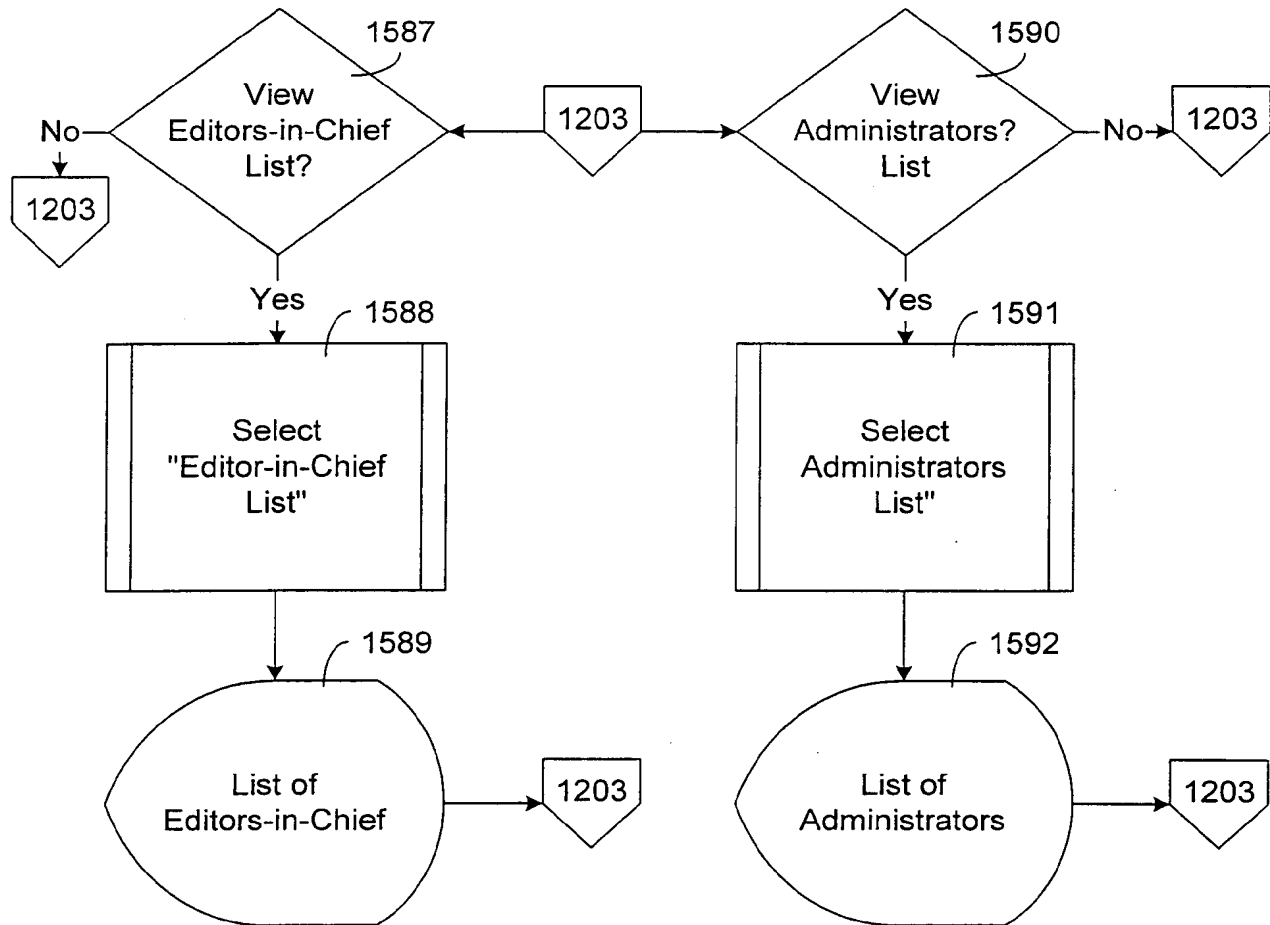 1587
View
Editors-in-Chief
List?
No
1203
1203
1590
View
Administrators?
List
No
1203
Yes
1588
Select
"Editor-in-Chief
List"
Yes
1591
Select
Administrators
List"
1589
List of
Editors-in-Chief
1203
1592
List of
Administrators
1203